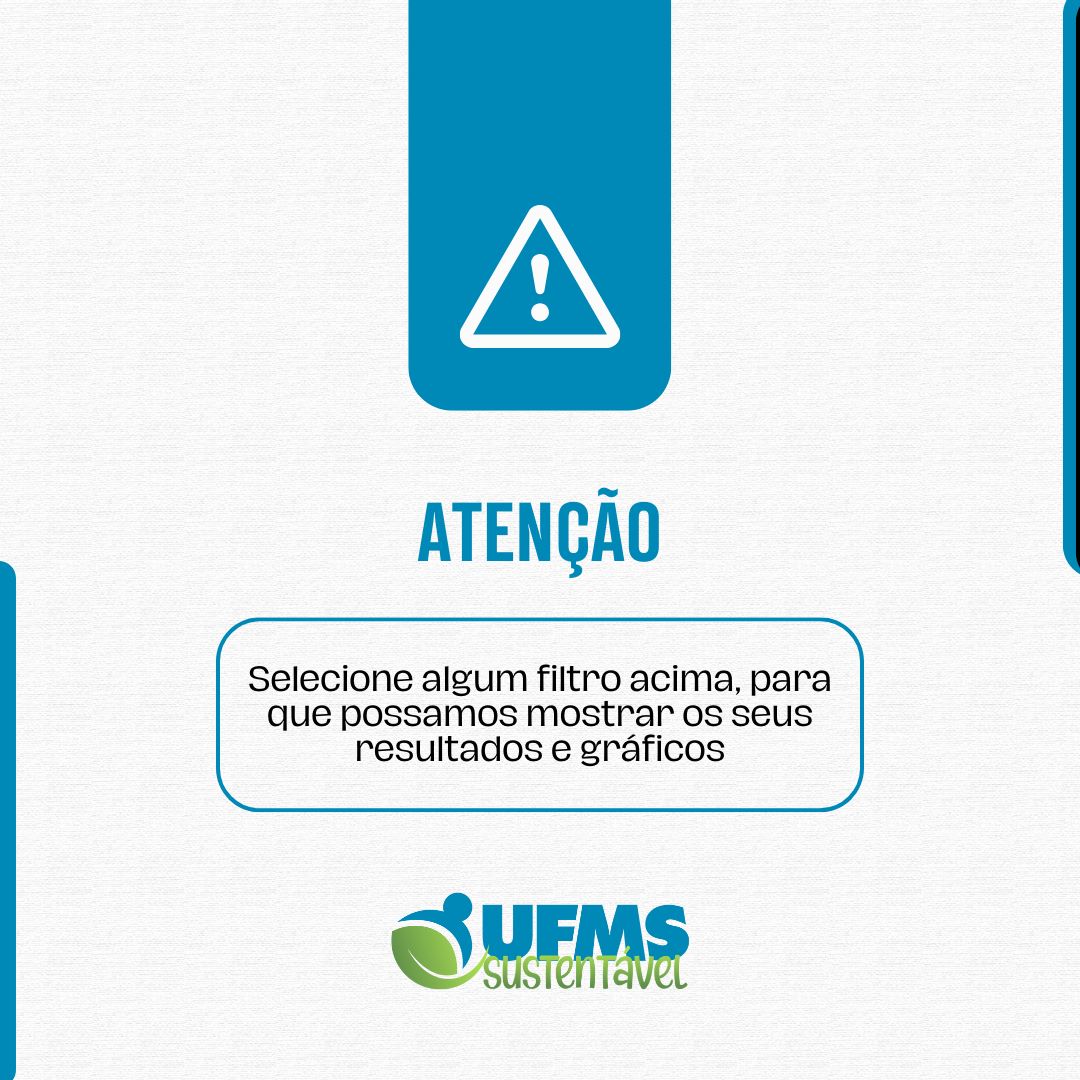 ATENÇÃO
Selecione algum filtro acima, para
que possamos mostrar os seus
resultados e gráficos
UFMS
sustentável